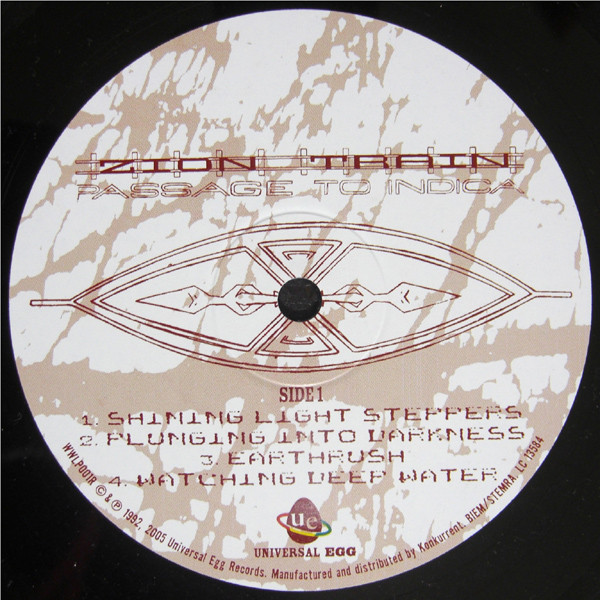 ZION TRAIN
PASSAGE TO INDICA
SIDE 1
1. SHINING LIGHT STEPPERS
2. PLUNGING INTO DARKNESS
3. EARTHRUSH
4. WATCHING DEEP WATER
ue
UNIVERSAL EGG
WWLP001R © & ℗ 1992, 2005 Universal Egg Records. Manufactured and distributed by Konkurrent. BIEM/STEMRA. LC-13584